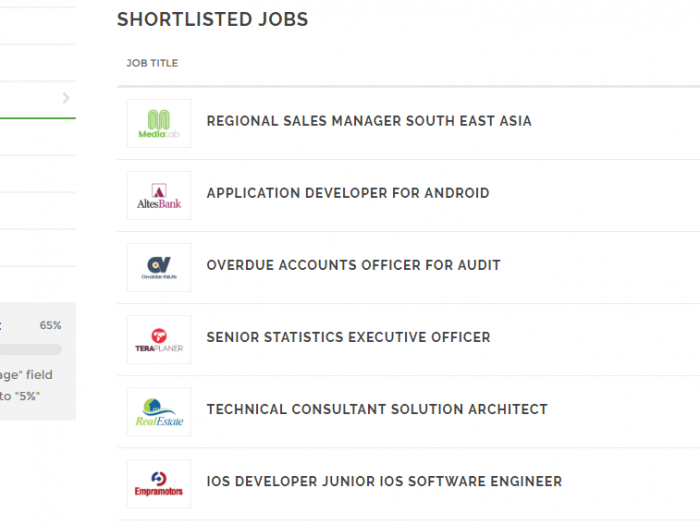 SHORTLISTED JOBS
JOB TITLE
MediaLab
REGIONAL SALES MANAGER SOUTH EAST ASIA
AltesBank
APPLICATION DEVELOPER FOR ANDROID
OVERDUE ACCOUNTS OFFICER FOR AUDIT
TERAPLANER
SENIOR STATISTICS EXECUTIVE OFFICER
RealEstate
TECHNICAL CONSULTANT SOLUTION ARCHITECT
Empramotors
IOS DEVELOPER JUNIOR IOS SOFTWARE ENGINEER
: 65%
age" field
to "5%"